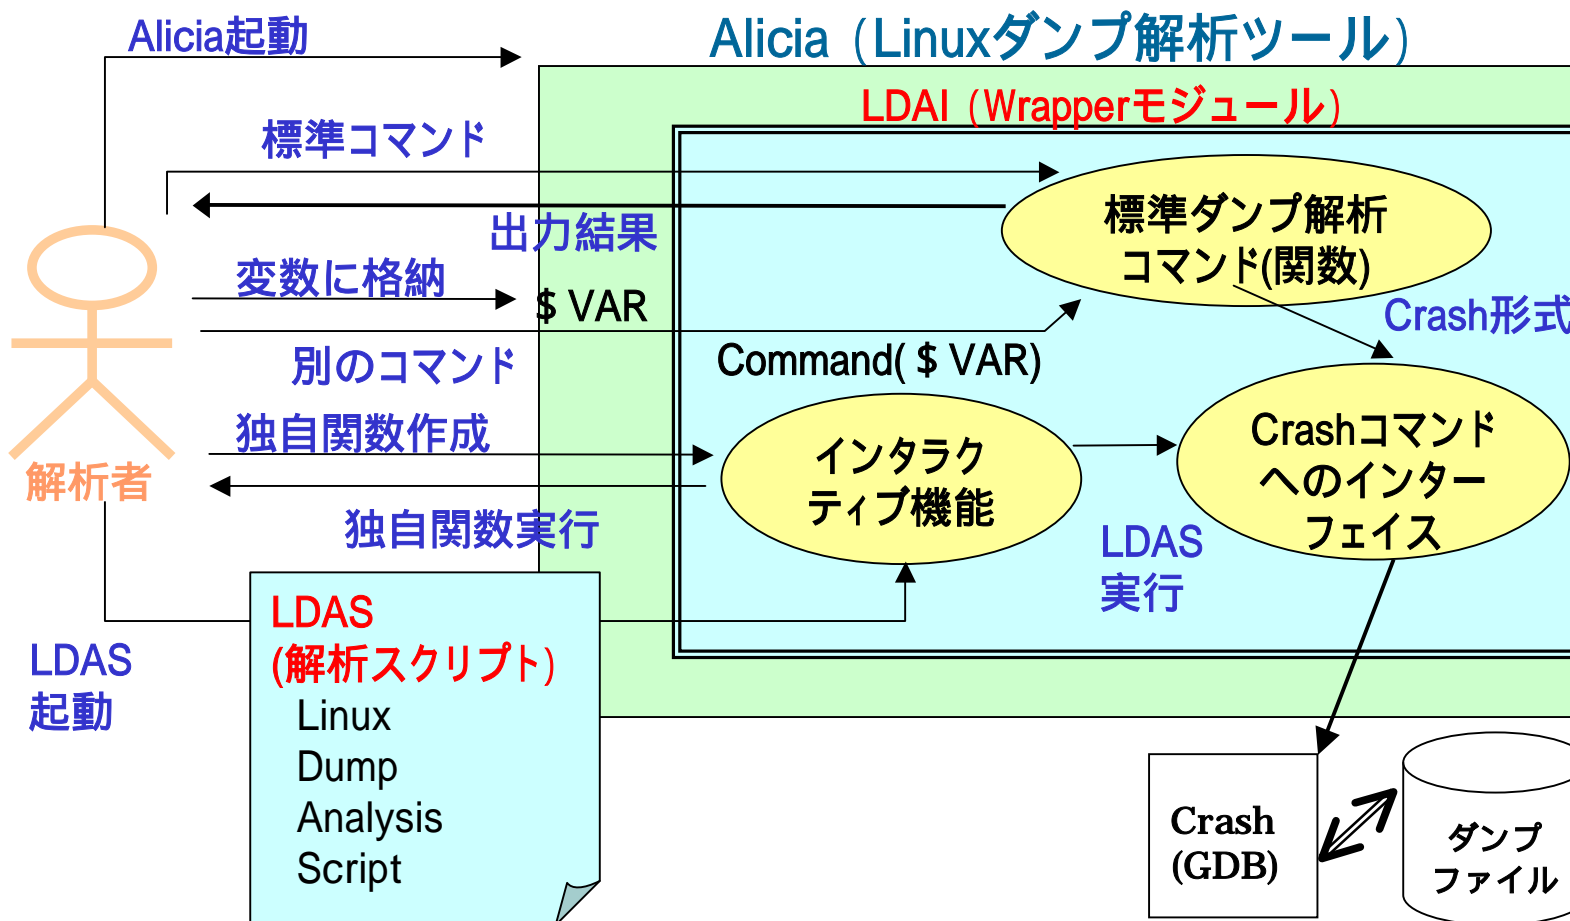 Alicia起動
Alicia（Linuxダンプ解析ツール）
LDAI（Wrapperモジュール）
標準コマンド
出力結果
標準ダンプ解析
コマンド(関数)
変数に格納
＄VAR
Crash形式
別のコマンド
Command(＄VAR)
独自関数作成
解析者
独自関数実行
インタラク
ティブ機能
Crashコマンド
へのインター
フェイス
LDAS
実行
LDAS
起動
LDAS
(解析スクリプト)
Linux
Dump
Analysis
Script
Crash
(GDB)
ダンプ
ファイル